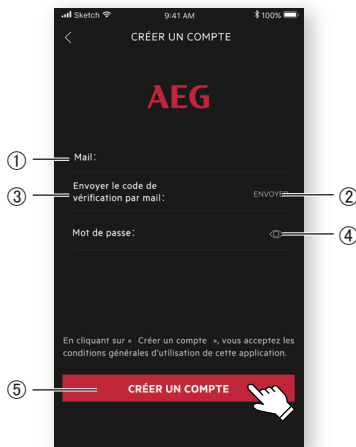 Sketch 9:41 AM 100%
CRÉER UN COMPTE
AEG
① Mail:
Envoyer le code de
③ vérification par mail: ENVOYER ②
Mot de passe: ④
En cliquant sur « Créer un compte », vous acceptez les
conditions générales d'utilisation de cette application.
⑤ CRÉER UN COMPTE